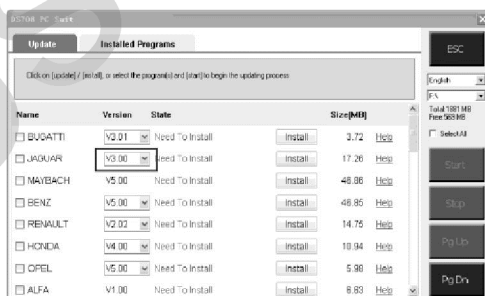 DS708 PC Suit
Update Installed Programs
Click on [update] / [install], or select the program(s) and [start] to begin the updating process
ESC
English
F:\
Total:1881 MB
Free:563 MB
Select All
Name Version State Size(MB)
BUGATTI V3.01 Need To Install Install 3.72 Help
JAGUAR V3.00 Need To Install Install 17.26 Help
MAYBACH V5.00 Need To Install Install 46.86 Help
BENZ V5.00 Need To Install Install 46.85 Help
RENAULT V2.02 Need To Install Install 14.75 Help
HONDA V4.00 Need To Install Install 10.94 Help
OPEL V5.00 Need To Install Install 5.98 Help
ALFA V1.00 Need To Install Install 6.63 Help
Start
Stop
Pg Up
Pg Dn